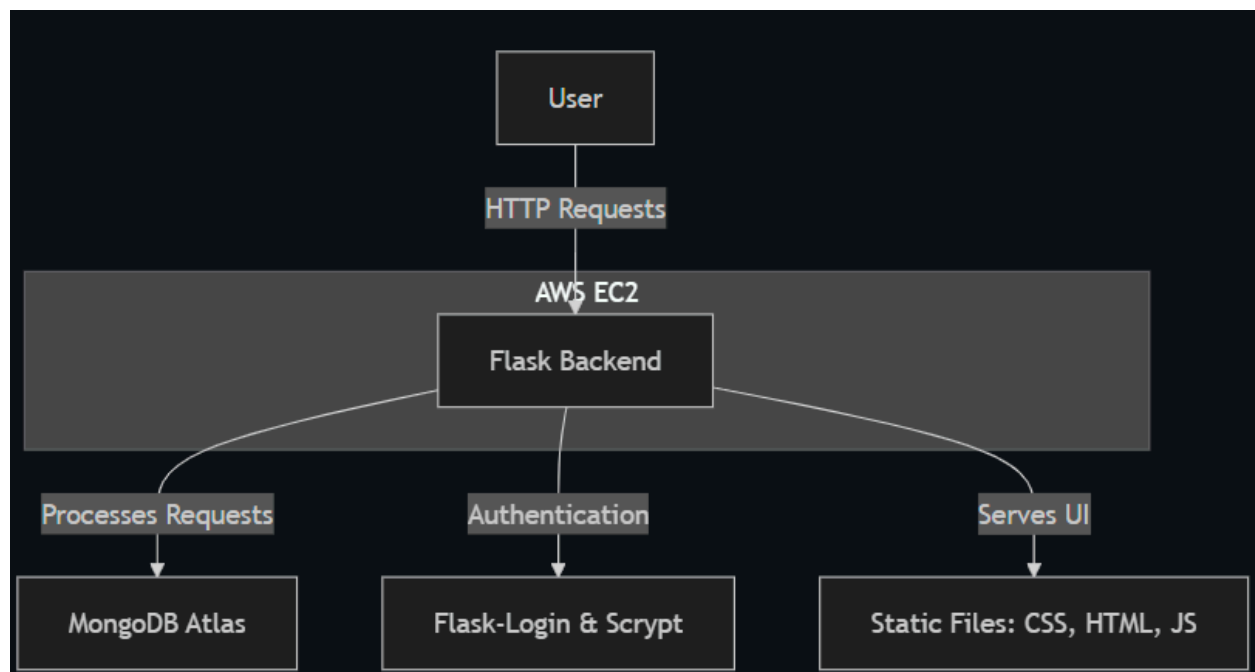 User
HTTP Requests
AWS EC2
Flask Backend
Processes Requests
Authentication
Serves UI
MongoDB Atlas
Flask-Login & Scrypt
Static Files: CSS, HTML, JS